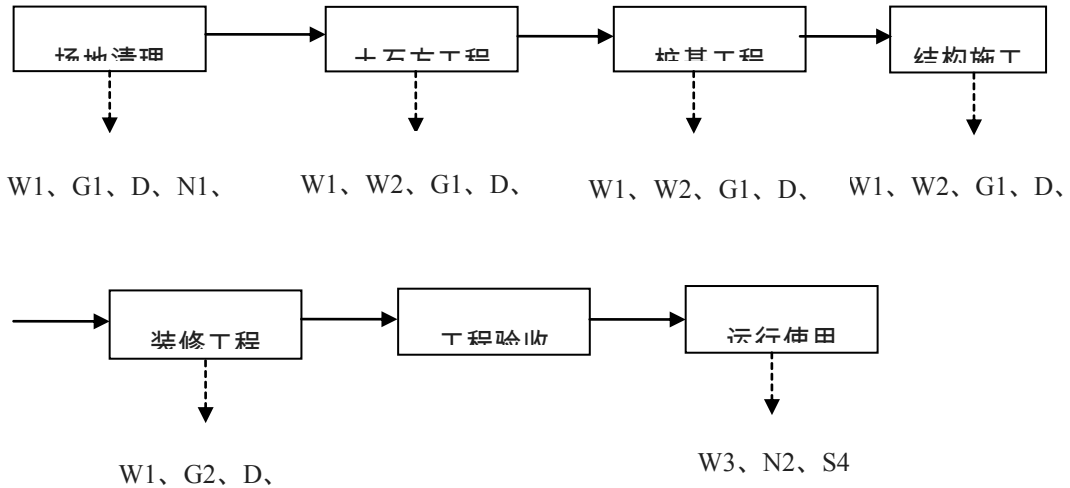 场地清理
土石方工程
桩基工程
结构施工
W1、G1、D、N1、
W1、W2、G1、D、
W1、W2、G1、D、
W1、W2、G1、D、
装修工程
工程验收
运行使用
W1、G2、D、
W3、N2、S4